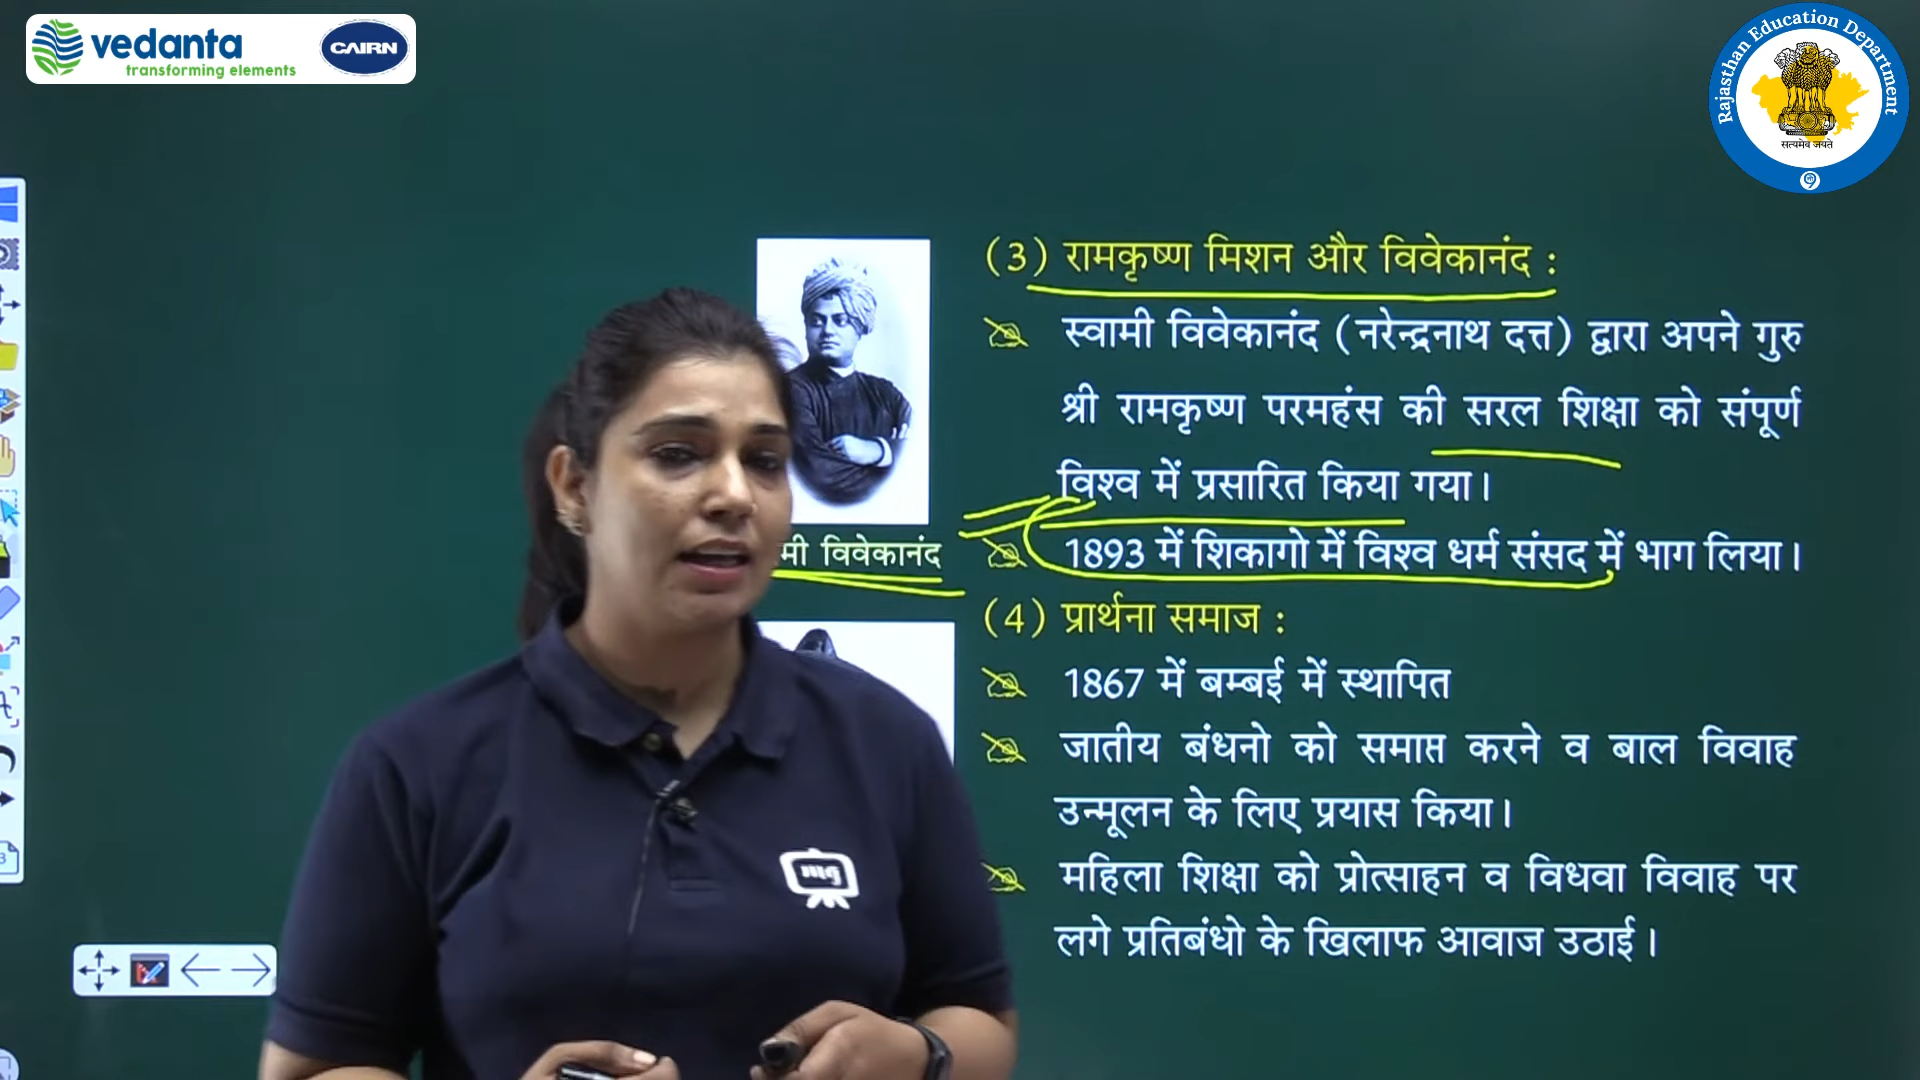 vedanta
transforming elements
CAIRN
Rajasthan Education Department
सत्यमेव जयते
(3) रामकृष्ण मिशन और विवेकानंद :
स्वामी विवेकानंद (नरेन्द्रनाथ दत्त) द्वारा अपने गुरु
श्री रामकृष्ण परमहंस की सरल शिक्षा को संपूर्ण
विश्व में प्रसारित किया गया।
मी विवेकानंद
1893 में शिकागो में विश्व धर्म संसद में भाग लिया।
(4) प्रार्थना समाज :
1867 में बम्बई में स्थापित
जातीय बंधनो को समाप्त करने व बाल विवाह
उन्मूलन के लिए प्रयास किया।
महिला शिक्षा को प्रोत्साहन व विधवा विवाह पर
लगे प्रतिबंधो के खिलाफ आवाज उठाई।
mg